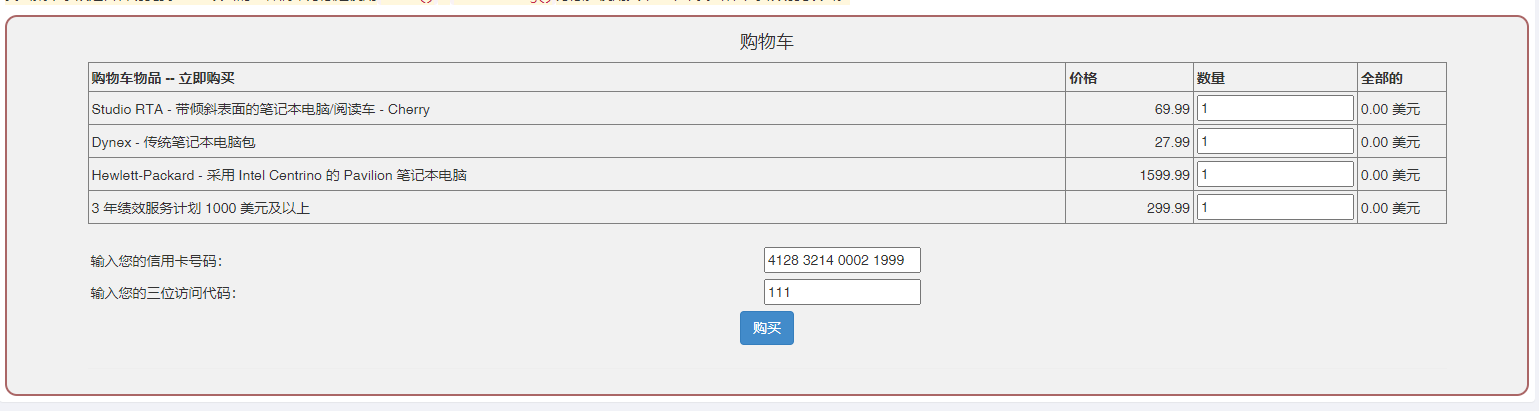 购物车
购物车物品 -- 立即购买 价格 数量 全部的
Studio RTA - 带倾斜表面的笔记本电脑/阅读车 - Cherry 69.99 1 0.00 美元
Dynex - 传统笔记本电脑包 27.99 1 0.00 美元
Hewlett-Packard - 采用 Intel Centrino 的 Pavilion 笔记本电脑 1599.99 1 0.00 美元
3 年绩效服务计划 1000 美元及以上 299.99 1 0.00 美元
输入您的信用卡号码： 4128 3214 0002 1999
输入您的三位访问代码： 111
购买